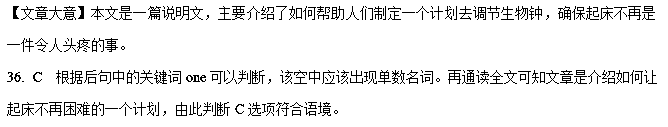 【文章大意】本文是一篇说明文，主要介绍了如何帮助人们制定一个计划去调节生物钟，确保起床不再是
一件令人头疼的事。
36. C 根据后句中的关键词 one 可以判断，该空中应该出现单数名词。再通读全文可知文章是介绍如何让
起床不再困难的一个计划，由此判断 C 选项符合语境。